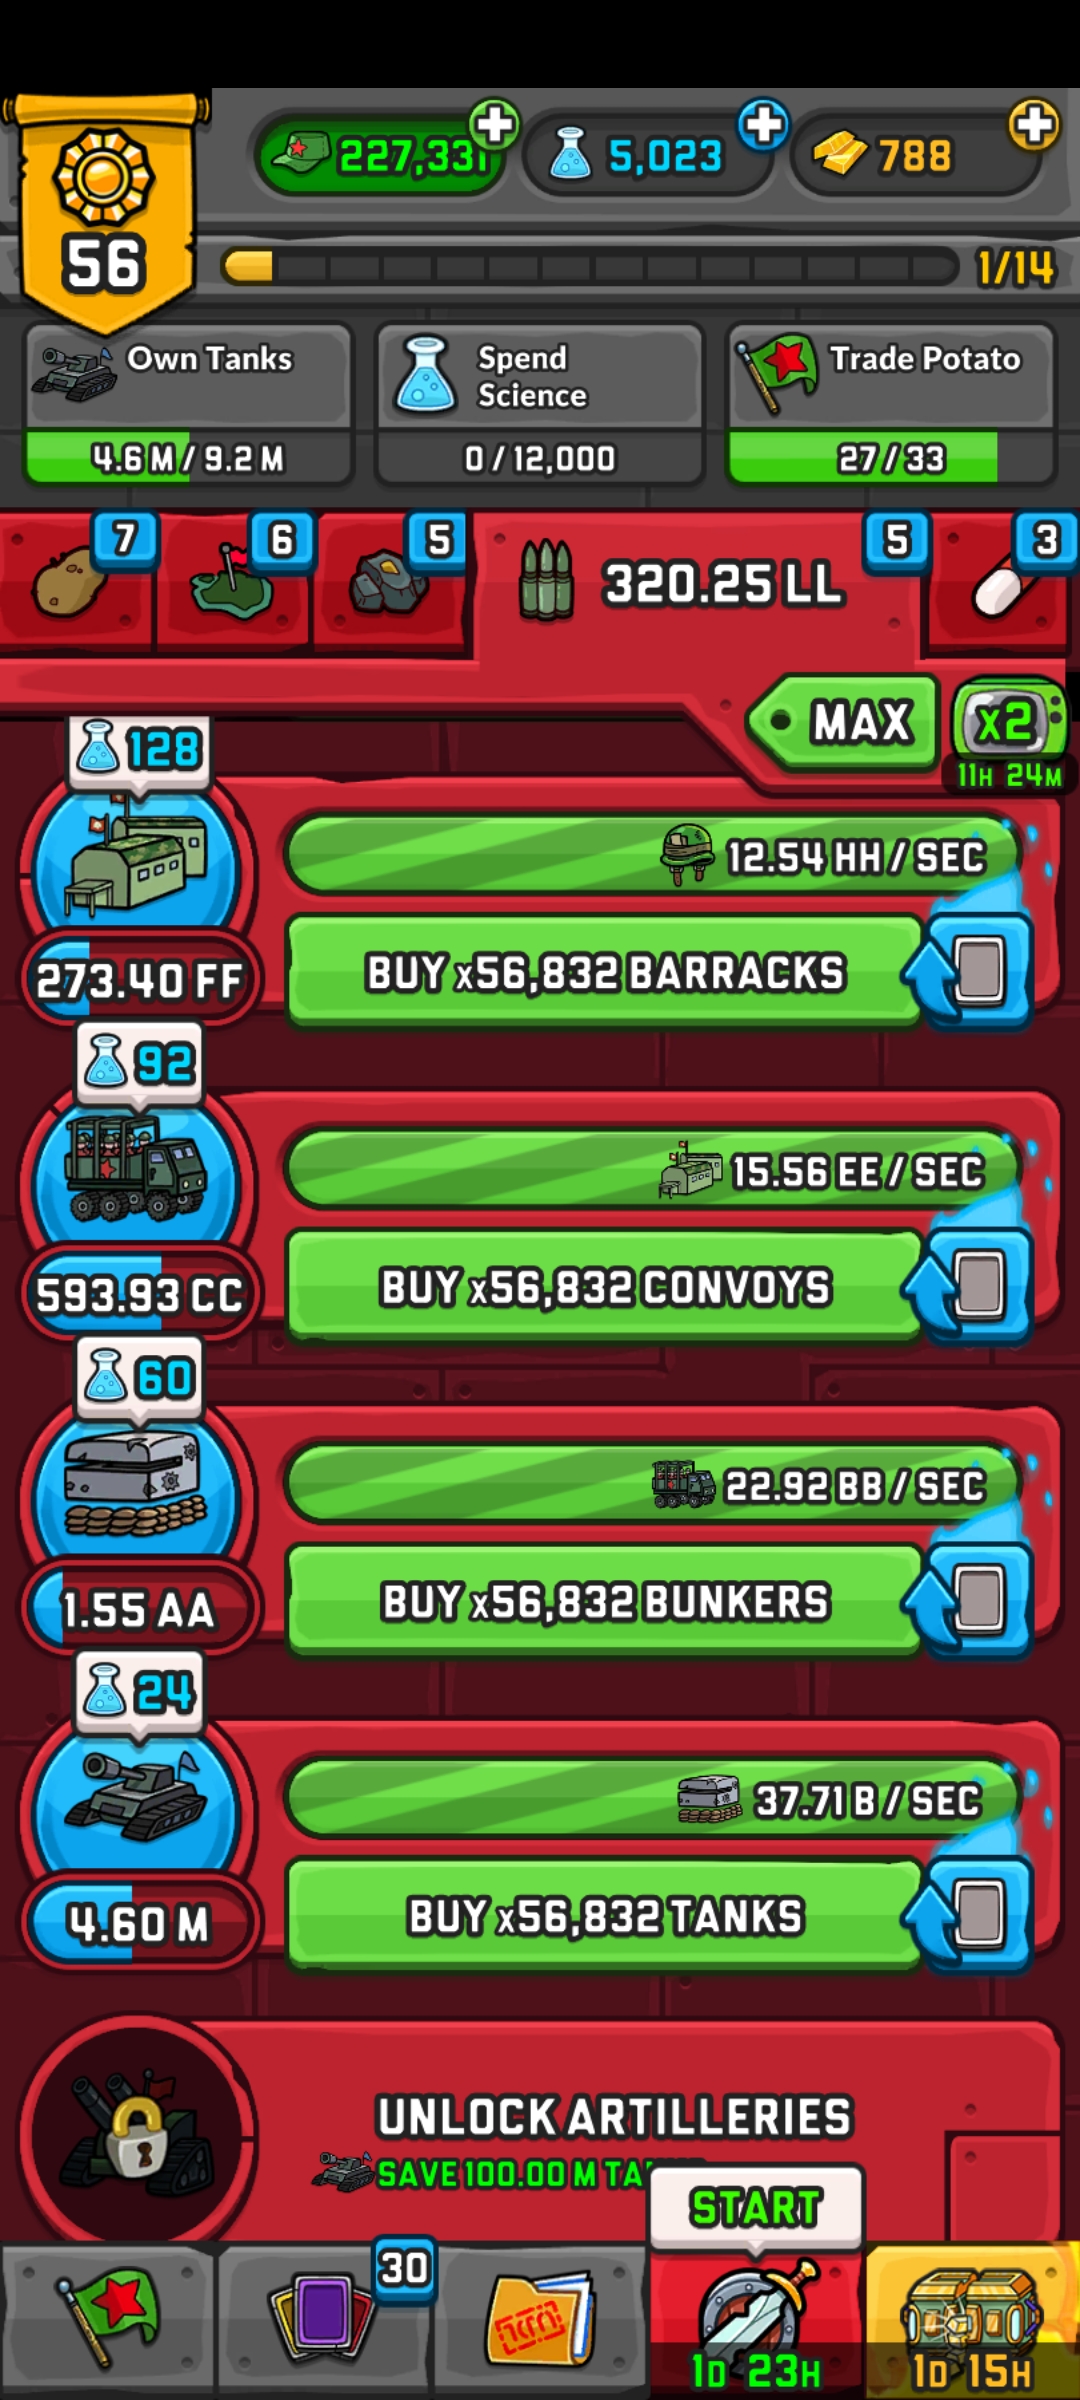 227,331
5,023
788
56
1/14
Own Tanks
Spend
Science
Trade Potato
4.6 M / 9.2 M
0 / 12,000
27 / 33
7
6
5
320.25 LL
5
3
MAX
x2
11H 24M
128
12.54 HH / SEC
273.40 FF
BUY x56,832 BARRACKS
92
15.56 EE / SEC
593.93 CC
BUY x56,832 CONVOYS
60
22.92 BB / SEC
1.55 AA
BUY x56,832 BUNKERS
24
37.71 B / SEC
4.60 M
BUY x56,832 TANKS
UNLOCK ARTILLERIES
SAVE 100.00 M
START
30
1D 23H
1D 15H